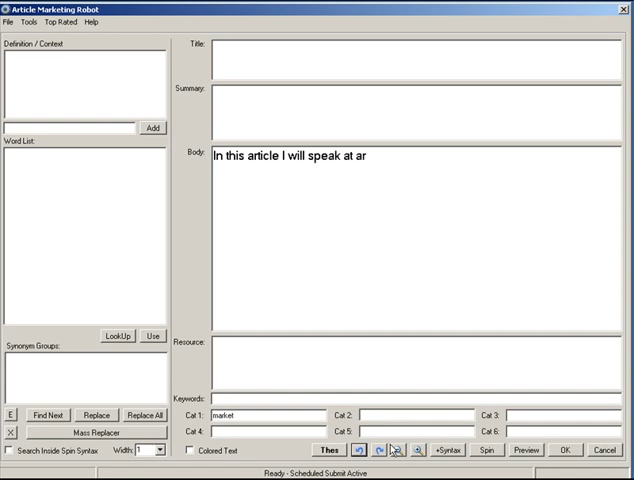 Article Marketing Robot
File Tools Top Rated Help
Definition / Context
Title:
Summary:
Add
Word List:
Body:
In this article I will speak at ar
LookUp Use
Resource:
Synonym Groups:
Keywords:
E Find Next Replace Replace All
Cat 1: market Cat 2: Cat 3:
X Mass Replacer
Cat 4: Cat 5: Cat 6:
Search Inside Spin Syntax Width: 1
Colored Text Thes +Syntax Spin Preview OK Cancel
Ready - Scheduled Submit Active